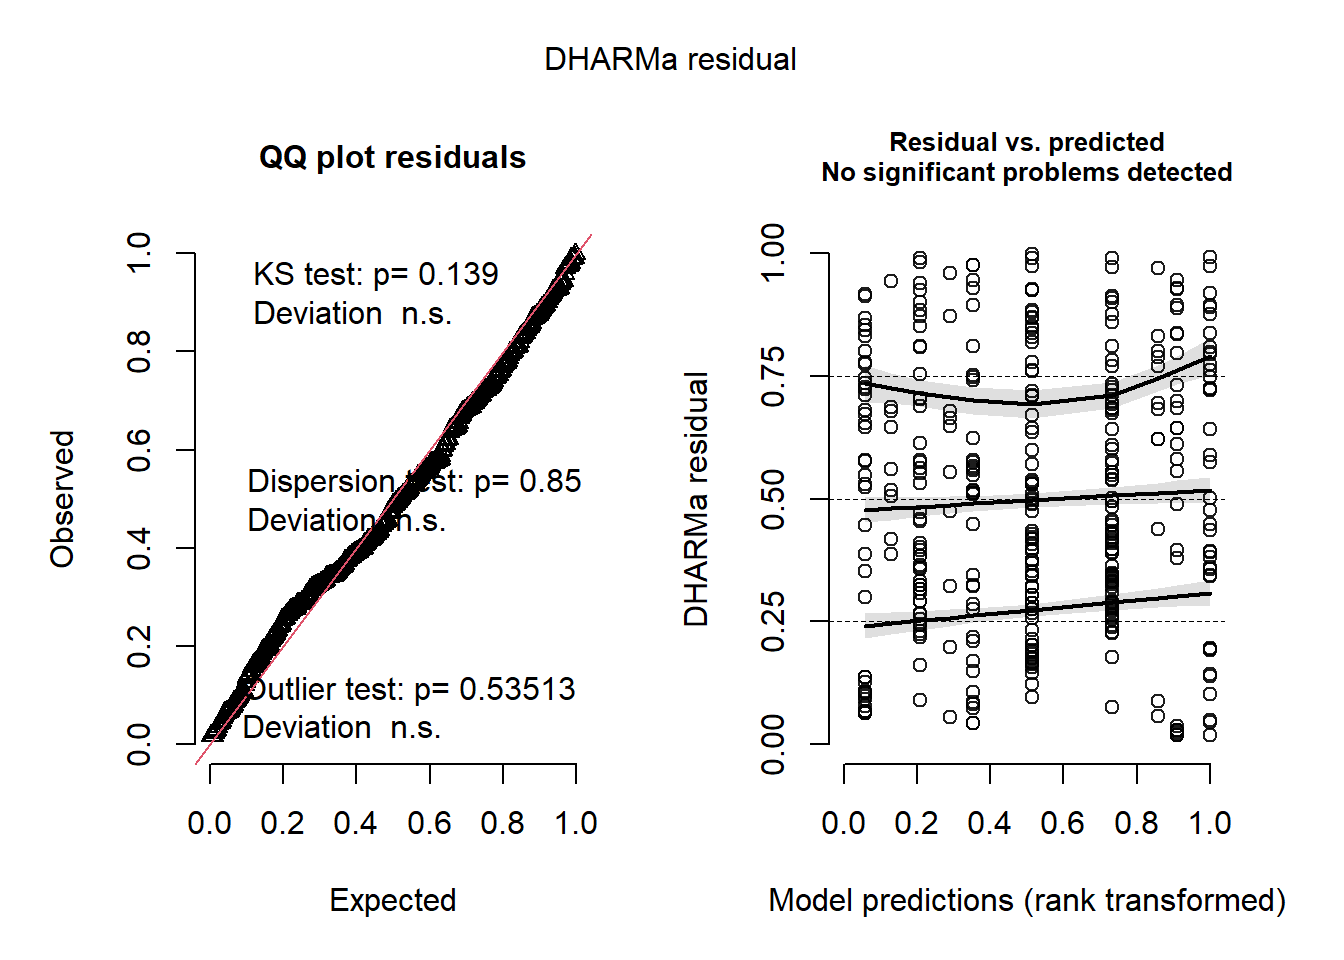 DHARMa residual
QQ plot residuals
KS test: p= 0.139
Deviation  n.s.
Dispersion test: p= 0.85
Deviation  n.s.
Outlier test: p= 0.53513
Deviation  n.s.
Observed
0.0 0.2 0.4 0.6 0.8 1.0
0.0 0.2 0.4 0.6 0.8 1.0
Expected
Residual vs. predicted
No significant problems detected
DHARMa residual
0.00 0.25 0.50 0.75 1.00
0.0 0.2 0.4 0.6 0.8 1.0
Model predictions (rank transformed)